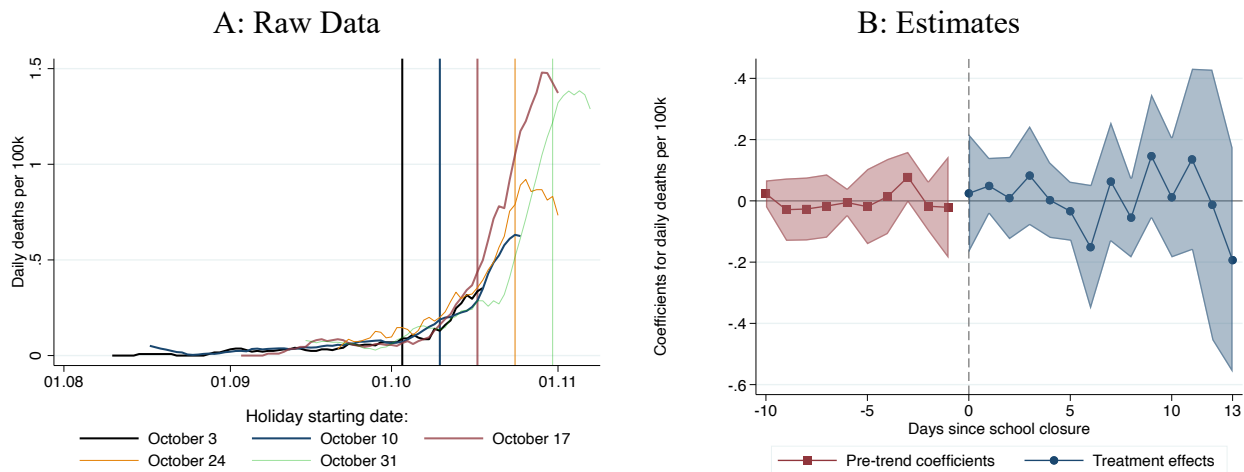 A: Raw Data
Daily deaths per 100k
1.5
1
.5
0
01.08
01.09
01.10
01.11
Holiday starting date:
October 3
October 10
October 17
October 24
October 31
B: Estimates
Coefficients for daily deaths per 100k
.4
.2
0
-.2
-.4
-.6
-10
-5
0
5
10
13
Days since school closure
Pre-trend coefficients
Treatment effects